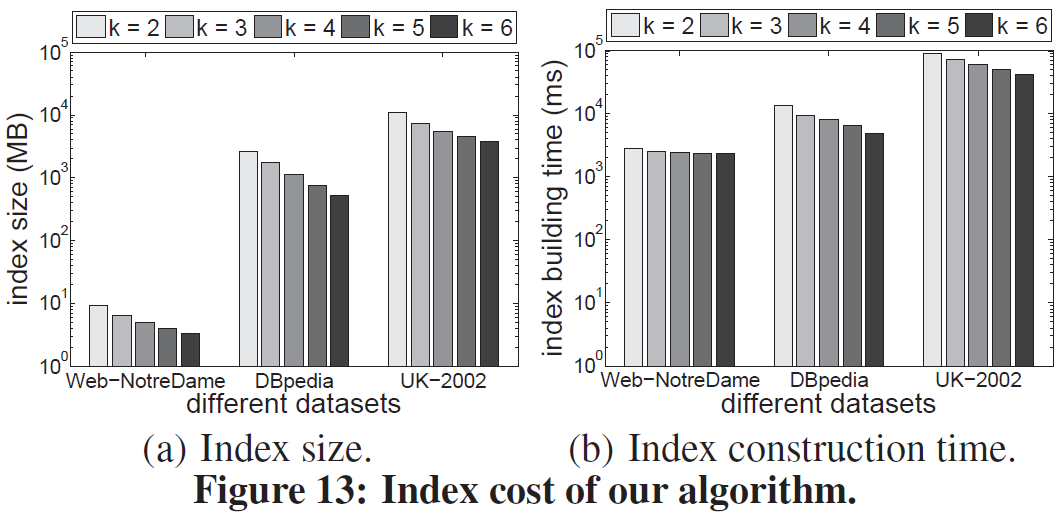 k = 2 k = 3 k = 4 k = 5 k = 6
10^5
10^4
10^3
10^2
10^1
10^0
index size (MB)
Web−NotreDame DBpedia UK−2002
different datasets
(a) Index size.
k = 2 k = 3 k = 4 k = 5 k = 6
10^5
10^4
10^3
10^2
10^1
10^0
index building time (ms)
Web−NotreDame DBpedia UK−2002
different datasets
(b) Index construction time.
Figure 13: Index cost of our algorithm.